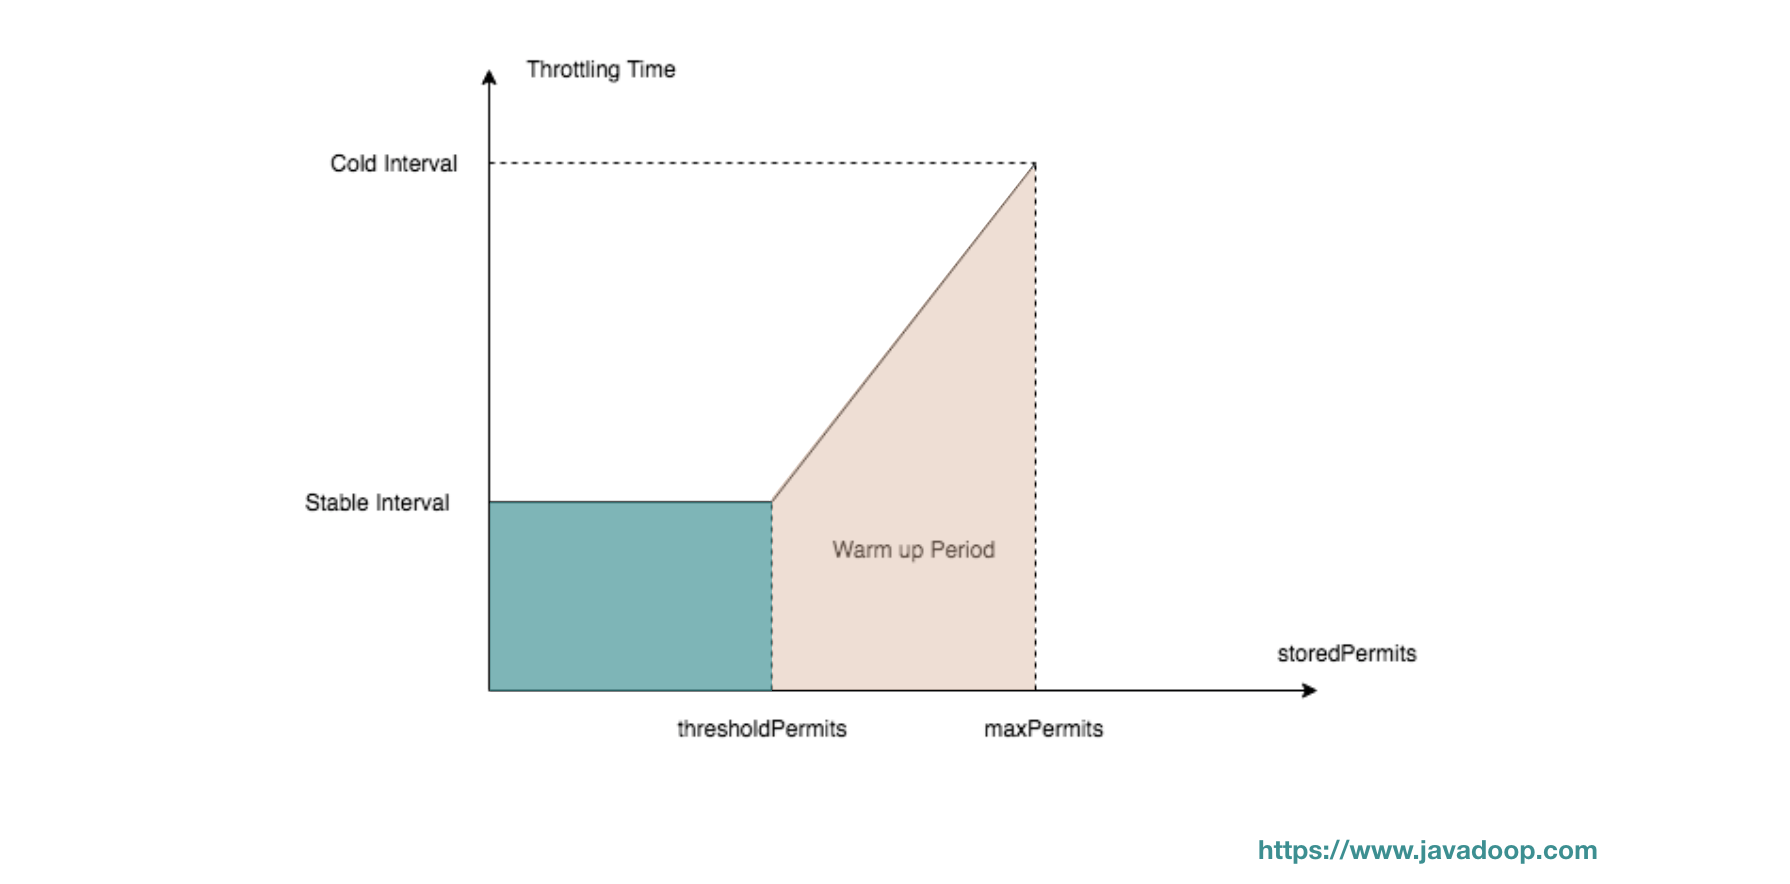 Throttling Time
Cold Interval
Stable Interval
Warm up Period
storedPermits
thresholdPermits
maxPermits
https://www.javadoop.com